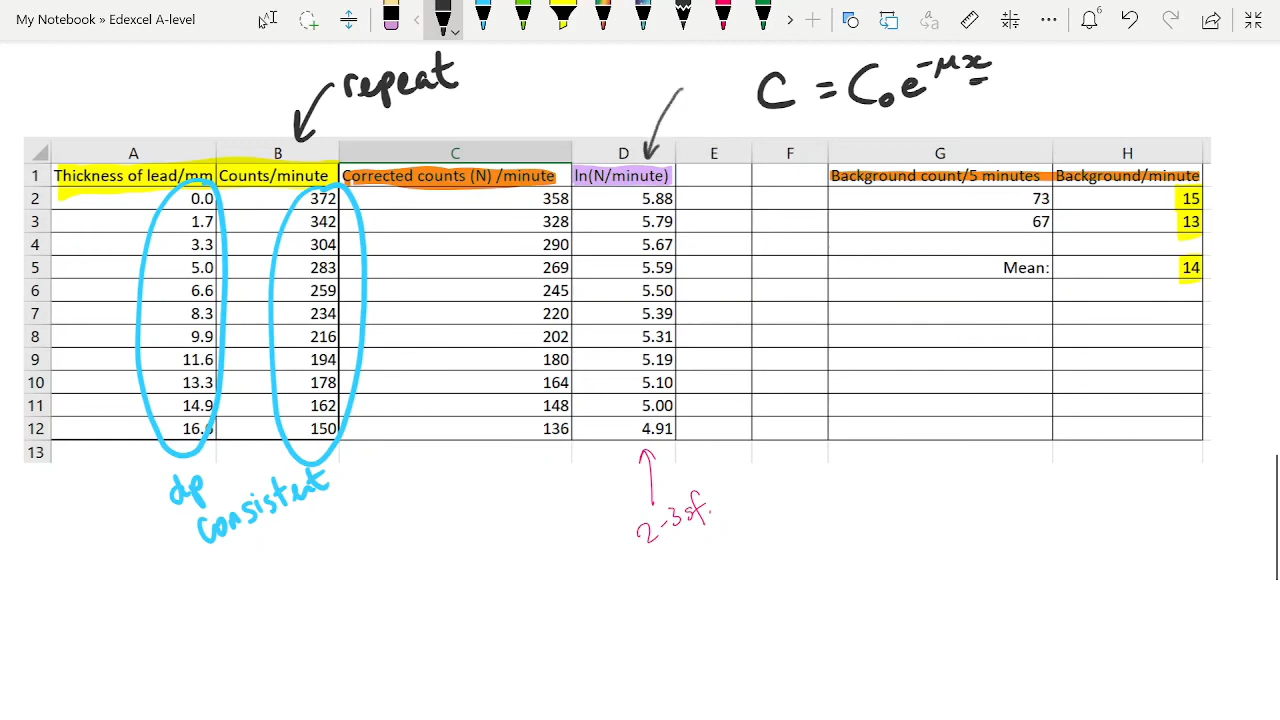 My Notebook » Edexcel A-level
6
repeat
C = C₀e^-μx
A B C D E F G H
1 Thickness of lead/mm Counts/minute Corrected counts (N) /minute ln(N/minute) Background count/5 minutes Background/minute
2 0.0 372 358 5.88 73 15
3 1.7 342 328 5.79 67 13
4 3.3 304 290 5.67
5 5.0 283 269 5.59 Mean: 14
6 6.6 259 245 5.50
7 8.3 234 220 5.39
8 9.9 216 202 5.31
9 11.6 194 180 5.19
10 13.3 178 164 5.10
11 14.9 162 148 5.00
12 150 136 4.91
13
dp
consistent
2-3 sf.